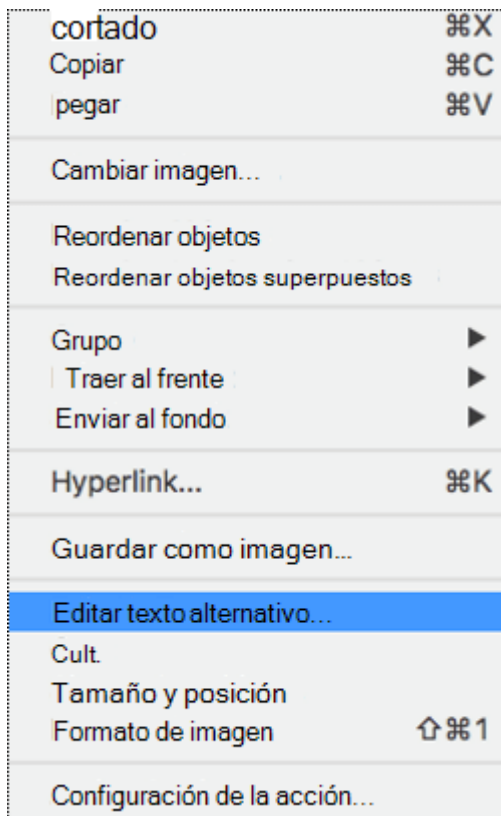 cortado ⌘X
Copiar ⌘C
pegar ⌘V
Cambiar imagen...
Reordenar objetos
Reordenar objetos superpuestos
Grupo ▶
Traer al frente ▶
Enviar al fondo ▶
Hyperlink... ⌘K
Guardar como imagen...
Editar texto alternativo...
Cult.
Tamaño y posición
Formato de imagen ⇧⌘1
Configuración de la acción...